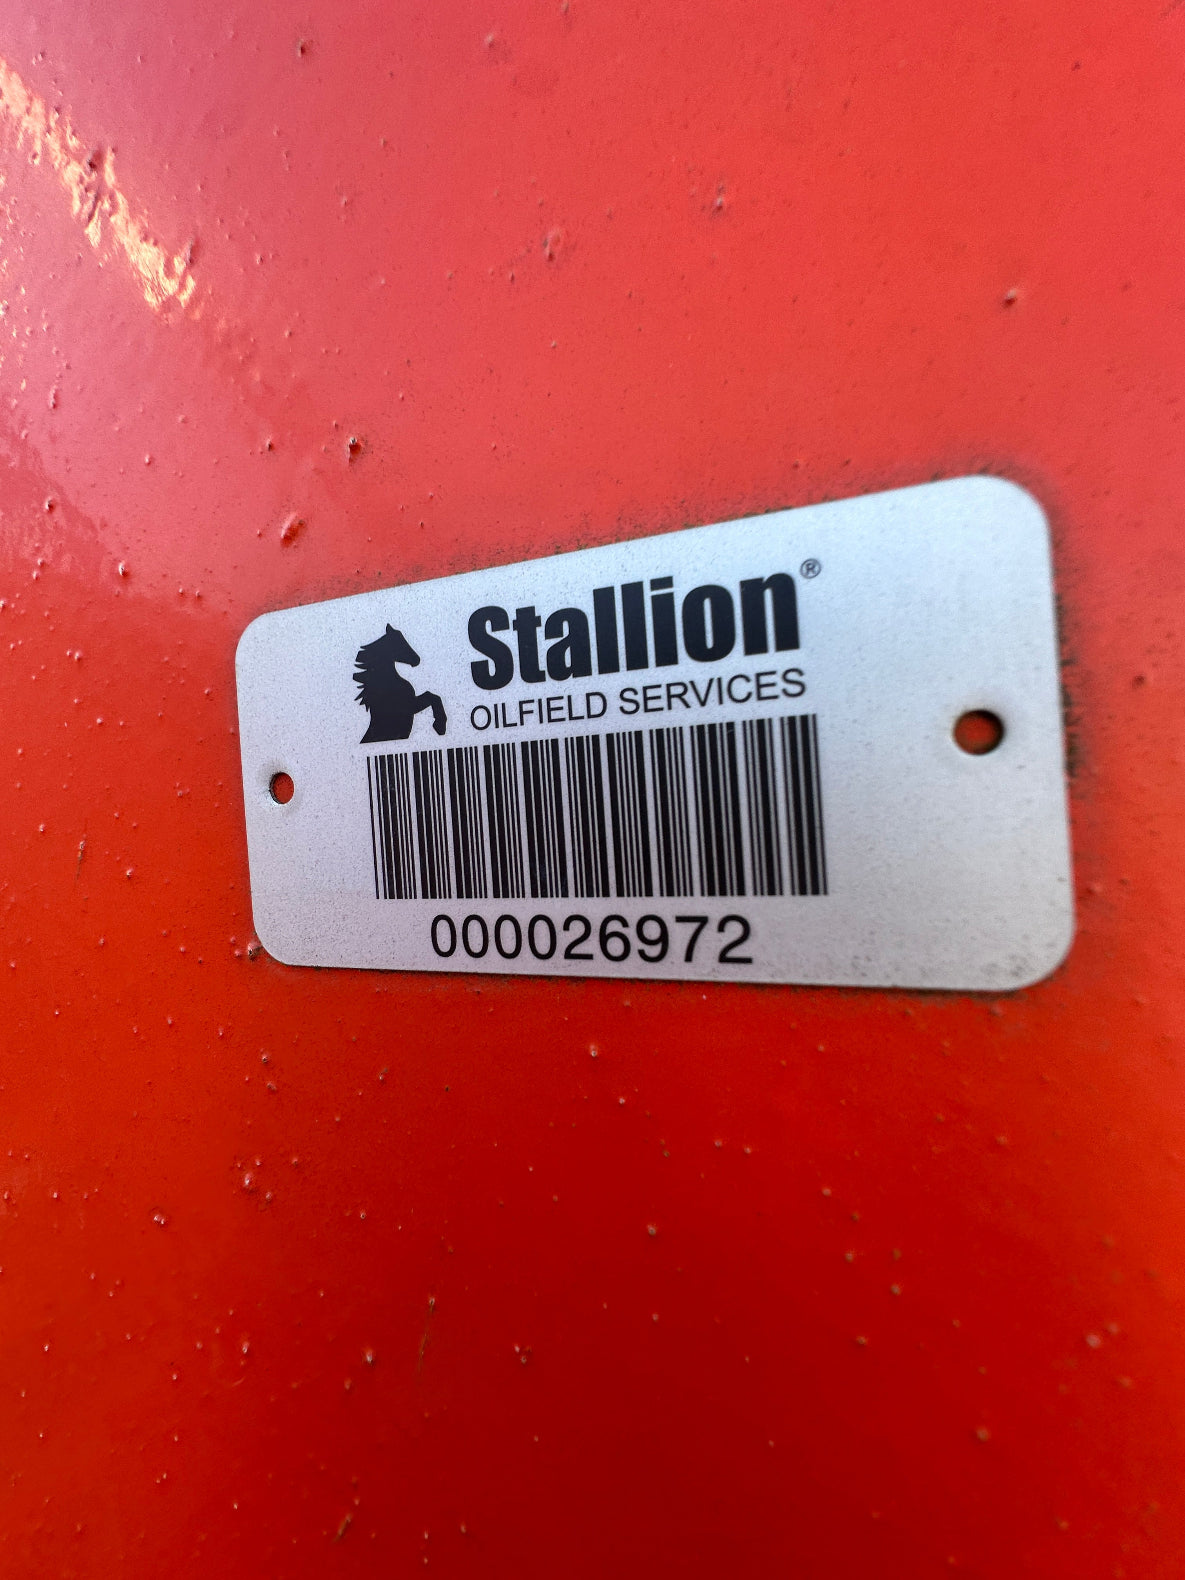 Stallion®
OILFIELD SERVICES
000026972